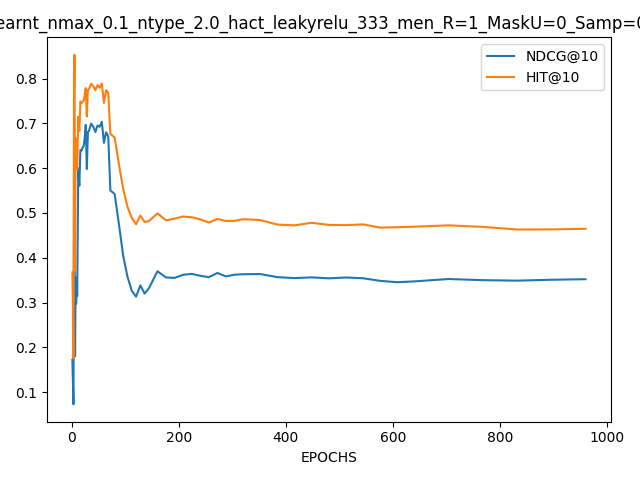 earnt_nmax_0.1_ntype_2.0_hact_leakyrelu_333_men_R=1_MaskU=0_Samp=0
NDCG@10
HIT@10
0.8
0.7
0.6
0.5
0.4
0.3
0.2
0.1
0 200 400 600 800 1000
EPOCHS